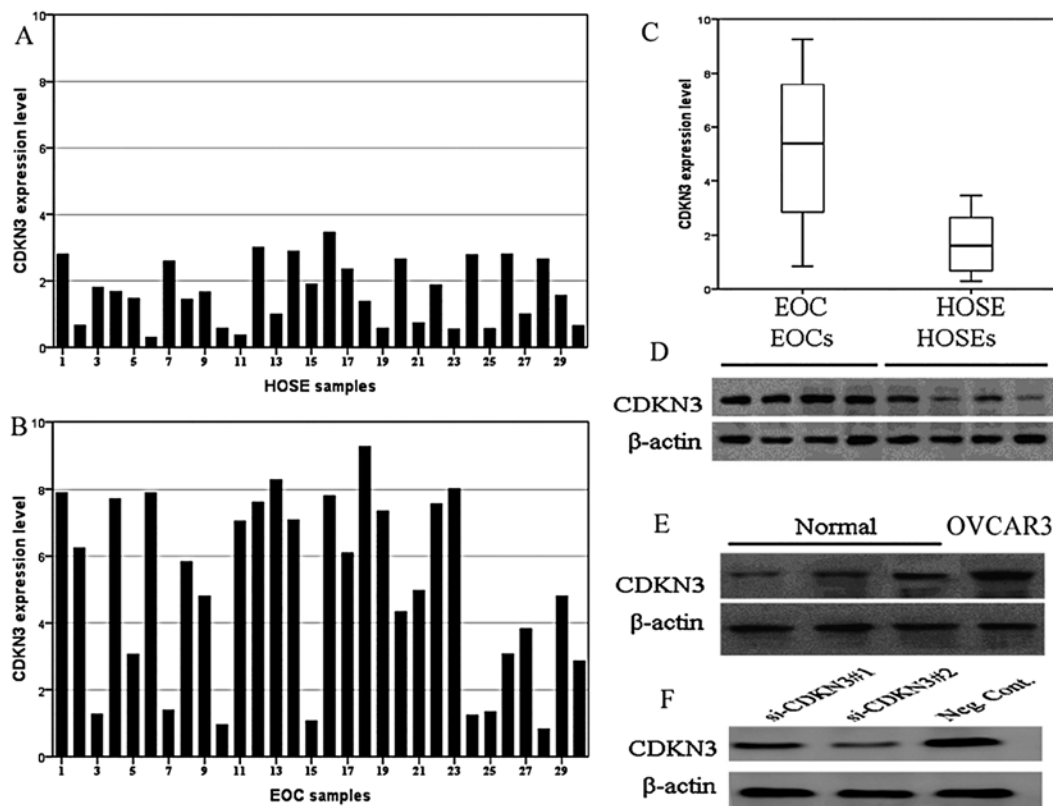 A
CDKN3 expression level
10
8
6
4
2
0
1 3 5 7 9 11 13 15 17 19 21 23 25 27 29
HOSE samples
B
CDKN3 expression level
10
8
6
4
2
0
1 3 5 7 9 11 13 15 17 19 21 23 25 27 29
EOC samples
C
CDKN3 expression level
10
8
6
4
2
0
EOC HOSE
D
EOCs HOSEs
CDKN3
β-actin
E
Normal OVCAR3
CDKN3
β-actin
F
si-CDKN3#1 si-CDKN3#2 Neg. Cont.
CDKN3
β-actin